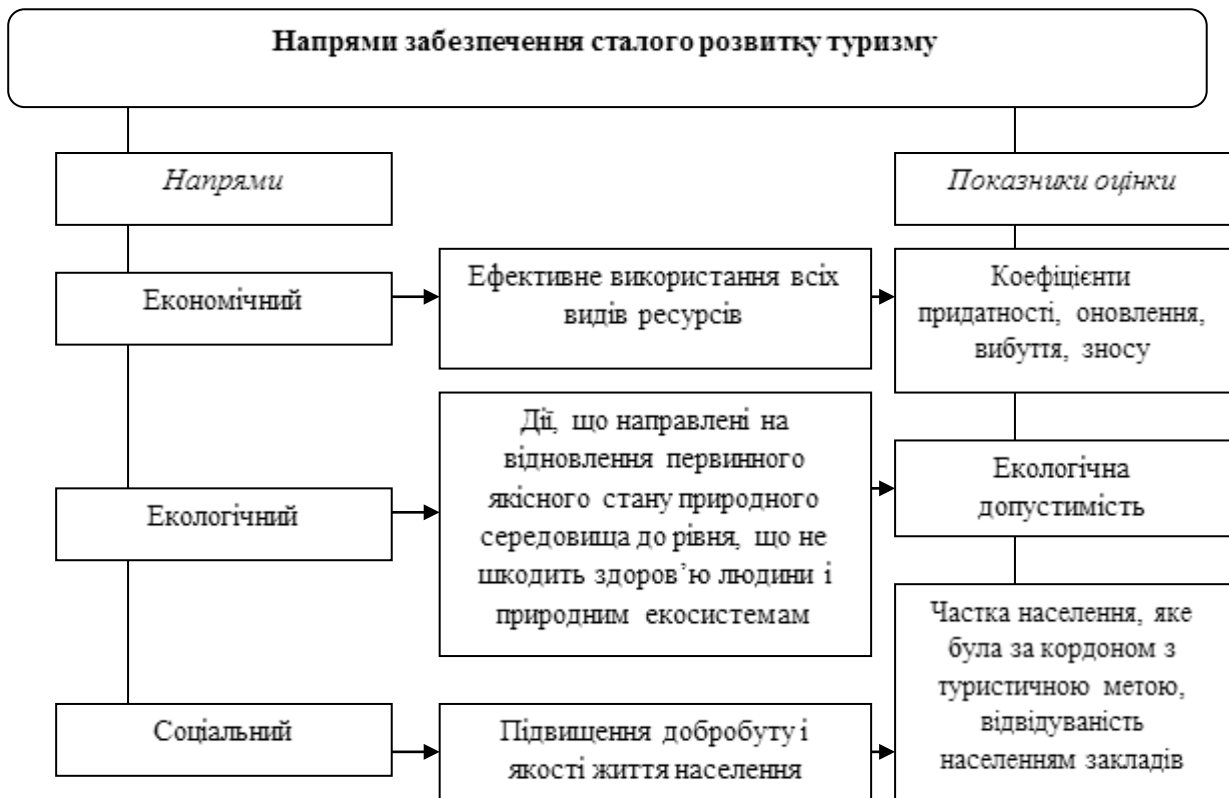 Напрями забезпечення сталого розвитку туризму
Напрями
Показники оцінки
Економічний
Ефективне використання всіх
видів ресурсів
Коефіцієнти
придатності, оновлення,
вибуття, зносу
Екологічний
Дії, що направлені на
відновлення первинного
якісного стану природного
середовища до рівня, що не
шкодить здоров’ю людини і
природним екосистемам
Екологічна
допустимість
Соціальний
Підвищення добробуту і
якості життя населення
Частка населення, яке
була за кордоном з
туристичною метою,
відвідуваність
населенням закладів